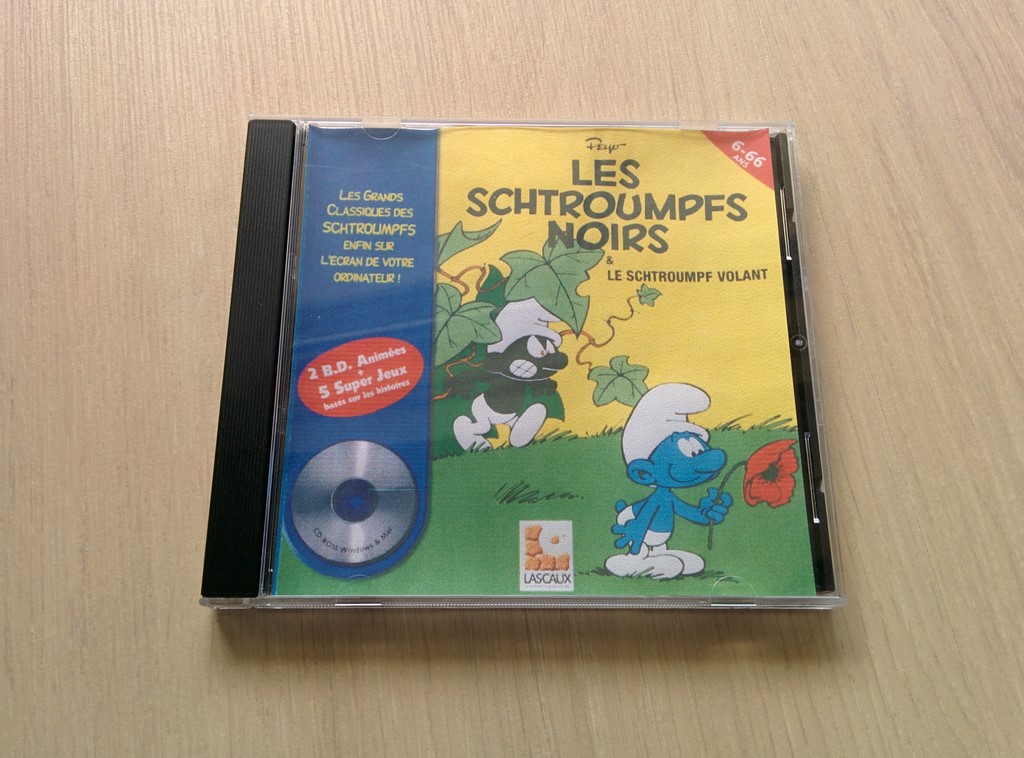 LES GRANDS
CLASSIQUES DES
SCHTROUMPFS
ENFIN SUR
L'ÉCRAN DE VOTRE
ORDINATEUR !
2 B.D. Animées
+
5 Super Jeux
basés sur les histoires
CD-ROM Windows & Mac
Peyo
LES
SCHTROUMPFS
NOIRS
&
LE SCHTROUMPF VOLANT
6-66
ANS
LASCAUX